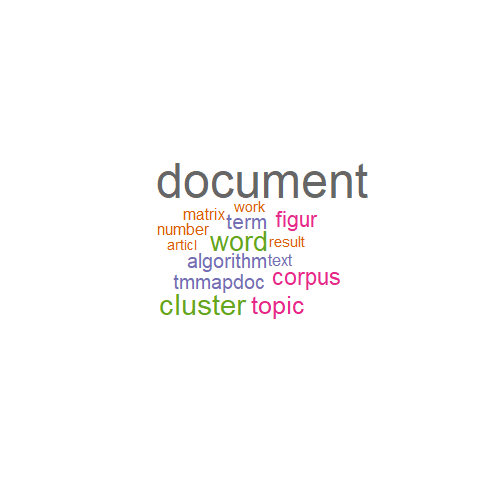 document
work
matrix term figur
number
articl word result
algorithm text
tmmapdoc corpus
cluster topic